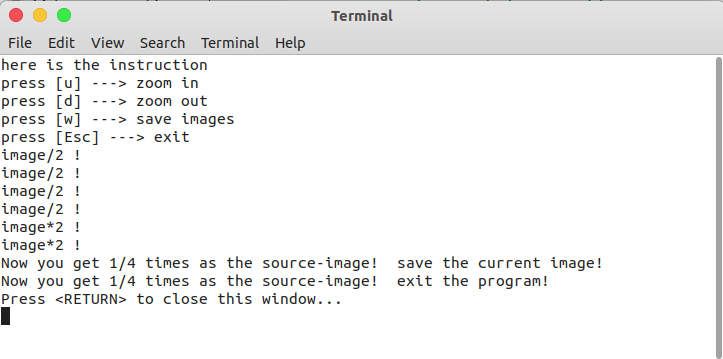 Terminal
File Edit View Search Terminal Help
here is the instruction
press [u] ---> zoom in
press [d] ---> zoom out
press [w] ---> save images
press [Esc] ---> exit
image/2 !
image/2 !
image/2 !
image/2 !
image*2 !
image*2 !
Now you get 1/4 times as the source-image!  save the current image!
Now you get 1/4 times as the source-image!  exit the program!
Press <RETURN> to close this window...